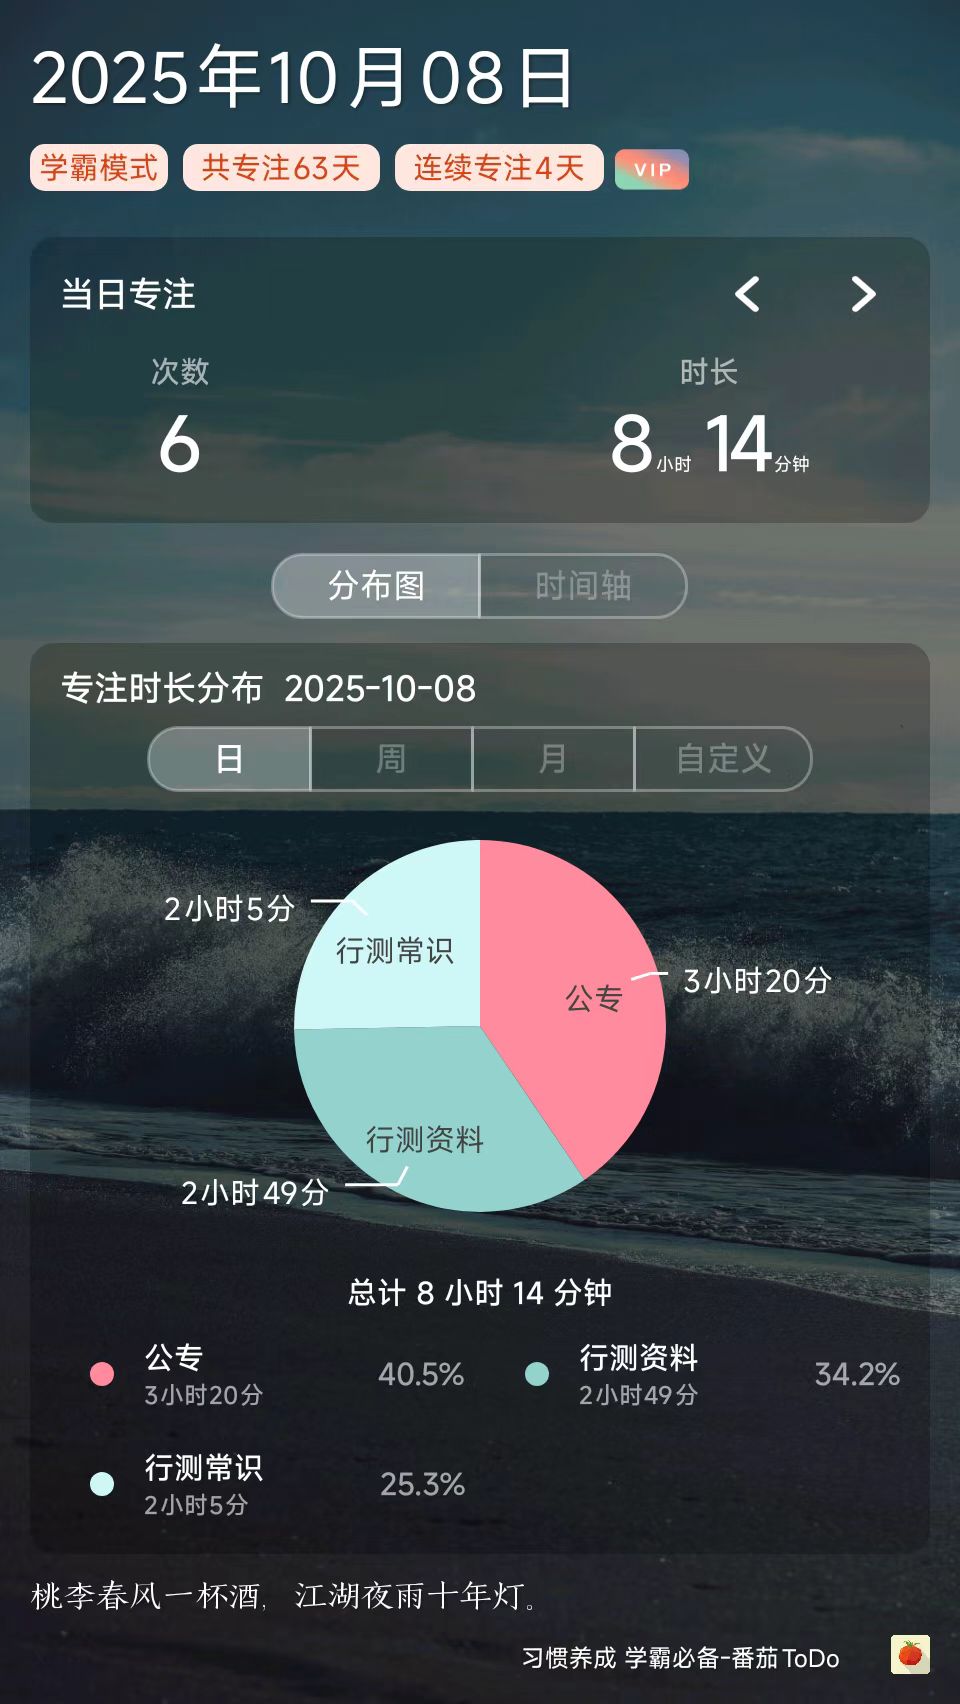 2025年10月08日
学霸模式 共专注63天 连续专注4天 VIP
当日专注
次数 时长
6 8小时 14分钟
分布图 时间轴
专注时长分布 2025-10-08
日 周 月 自定义
2小时5分
行测常识
公专 3小时20分
行测资料
2小时49分
总计 8 小时 14 分钟
公专 40.5% 行测资料 34.2%
3小时20分 2小时49分
行测常识 25.3%
2小时5分
桃李春风一杯酒，江湖夜雨十年灯。
习惯养成 学霸必备-番茄ToDo